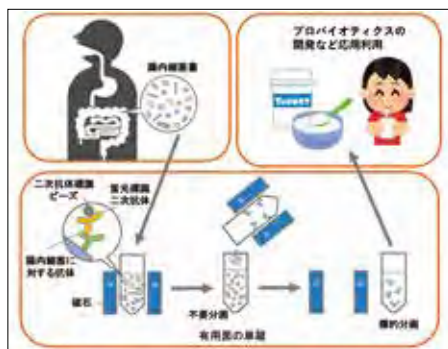 腸内細菌叢
プロバイオティクスの
開発など応用利用
二次抗体標識
ビーズ
蛍光標識
二次抗体
腸内細菌に
対する抗体
磁石
不要分画
標的分画
有用菌の単離